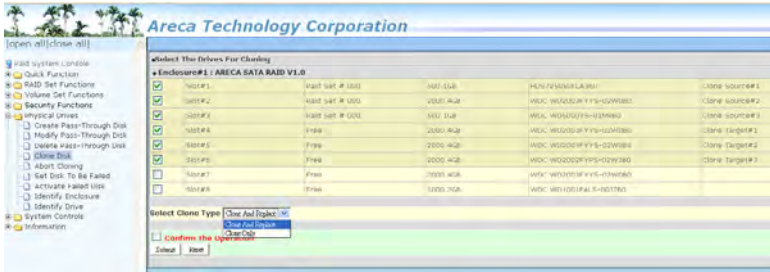 Areca Technology Corporation
|open all|close all|
Raid System Console
Quick Function
RAID Set Functions
Volume Set Functions
Security Functions
Physical Drives
Create Pass-Through Disk
Modify Pass-Through Disk
Delete Pass-Through Disk
Clone Disk
Abort Cloning
Set Disk To Be Failed
Activate Failed Disk
Identify Enclosure
Identify Drive
System Controls
Information
Select The Drives For Cloning
Enclosure#1 : ARECA SATA RAID V1.0
Slot#1 Raid Set # 000 500.1GB Clone Source#1
Slot#2 Raid Set # 000 2000.4GB Clone Source#2
Slot#3 Raid Set # 000 500.1GB Clone Source#3
Slot#4 Free 2000.4GB Clone Target#1
Slot#5 Free 2000.4GB Clone Target#2
Slot#6 Free 2000.4GB Clone Target#3
Slot#7 Free 2000.4GB
Slot#8 Free
Select Clone Type Clone And Replace
Clone And Replace
Clone Only
Confirm The Operation
Submit Reset